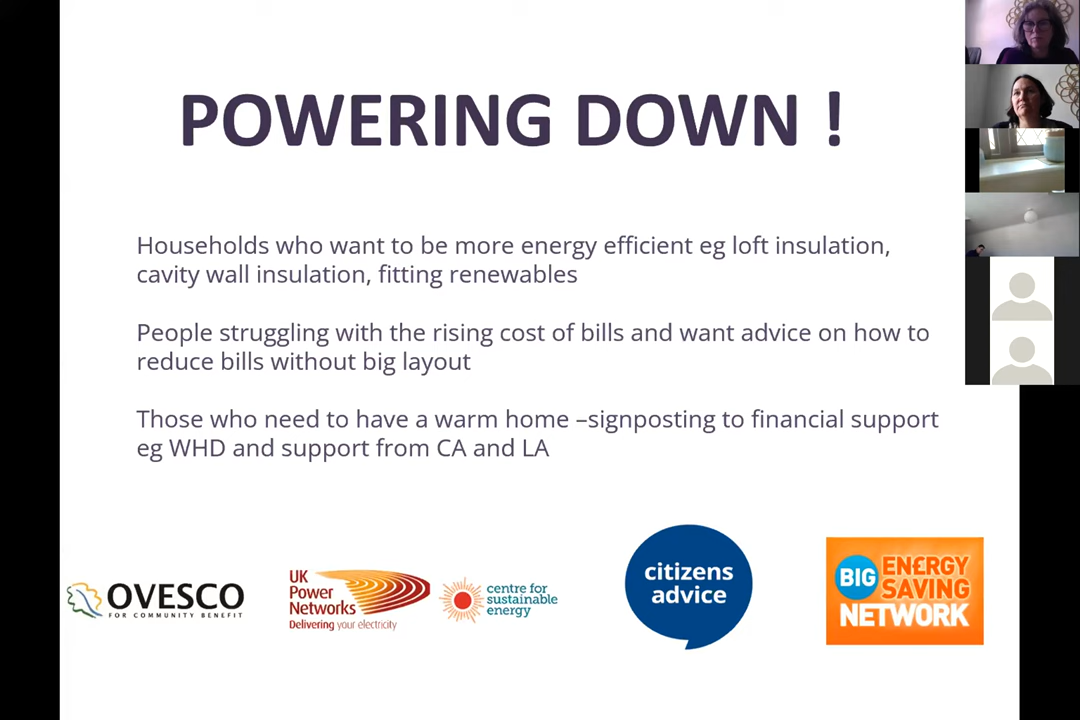 POWERING DOWN !
Households who want to be more energy efficient eg loft insulation,
cavity wall insulation, fitting renewables
People struggling with the rising cost of bills and want advice on how to
reduce bills without big layout
Those who need to have a warm home –signposting to financial support
eg WHD and support from CA and LA
OVESCO
FOR COMMUNITY BENEFIT
UK
Power
Networks
Delivering your electricity
centre for
sustainable
energy
citizens
advice
BIG
EN£RGY
SAVING
NETWORK